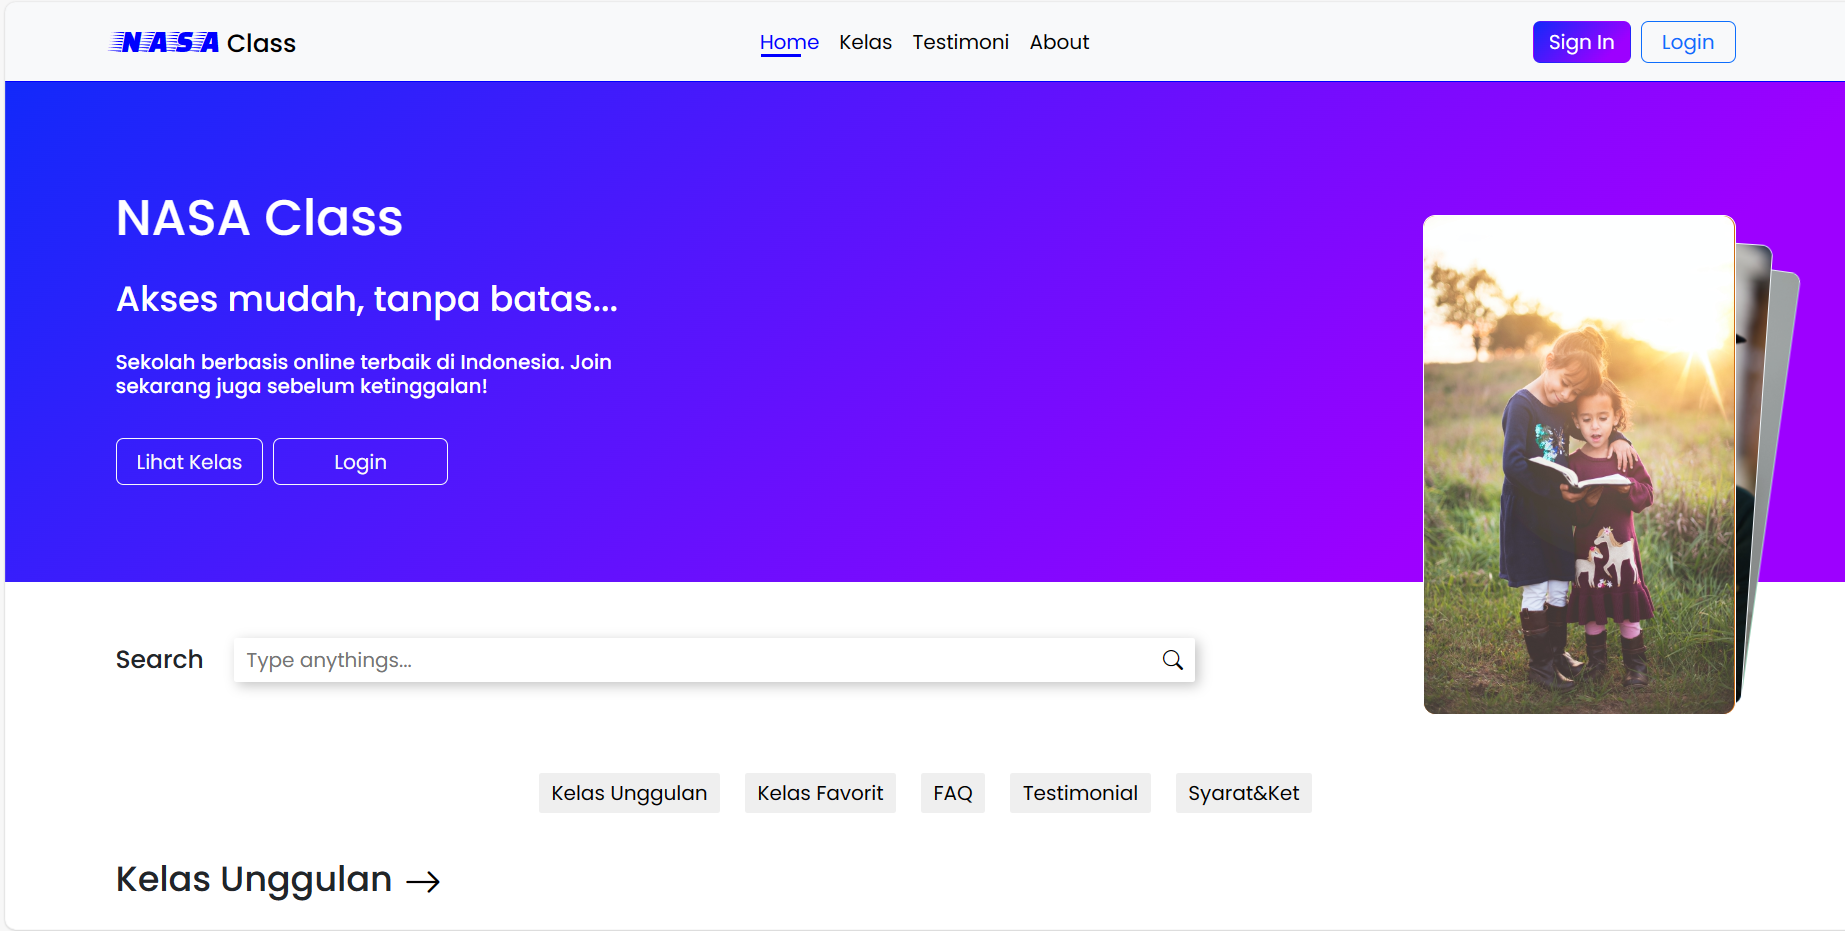 NASA Class
Home Kelas Testimoni About
Sign In Login
NASA Class
Akses mudah, tanpa batas...
Sekolah berbasis online terbaik di Indonesia. Join
sekarang juga sebelum ketinggalan!
Lihat Kelas Login
Search Type anythings...
Kelas Unggulan Kelas Favorit FAQ Testimonial Syarat&Ket
Kelas Unggulan →